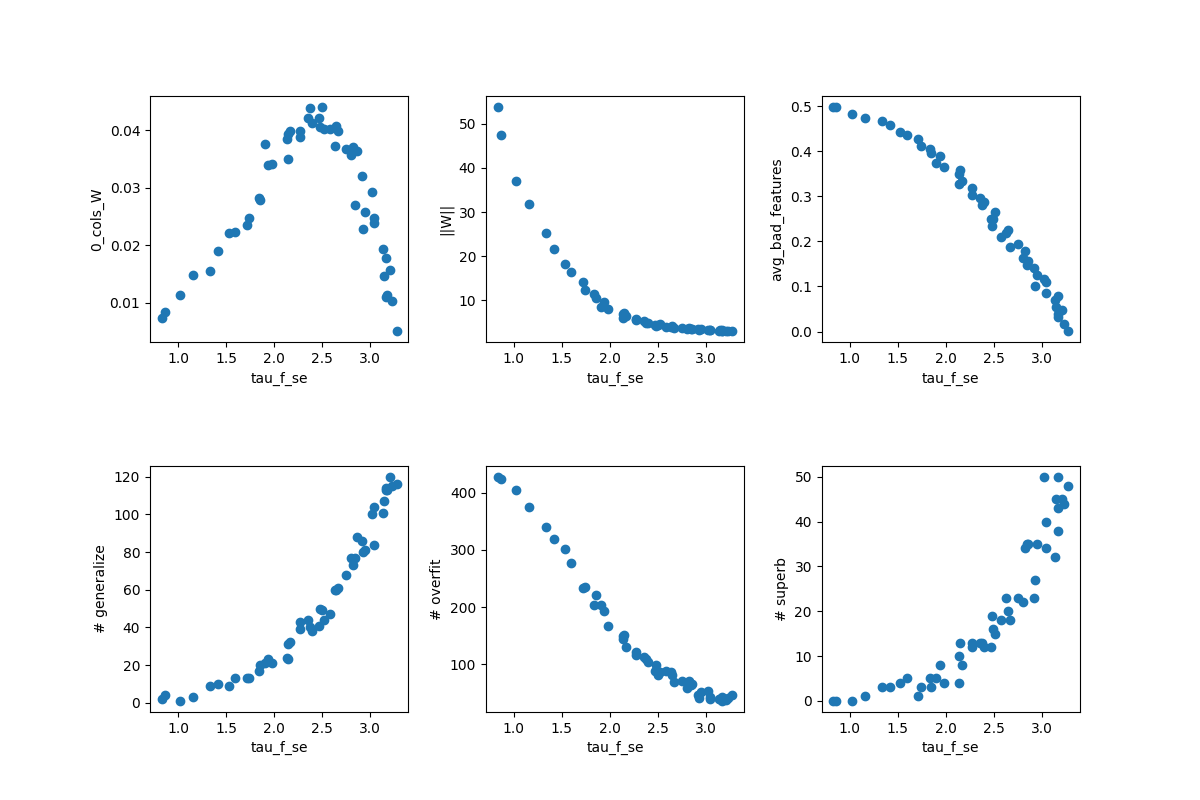 0_cols_W
0.04
0.03
0.02
0.01
1.0 1.5 2.0 2.5 3.0
tau_f_se
||W||
50
40
30
20
10
1.0 1.5 2.0 2.5 3.0
tau_f_se
avg_bad_features
0.5
0.4
0.3
0.2
0.1
0.0
1.0 1.5 2.0 2.5 3.0
tau_f_se
# generalize
120
100
80
60
40
20
0
1.0 1.5 2.0 2.5 3.0
tau_f_se
# overfit
400
300
200
100
1.0 1.5 2.0 2.5 3.0
tau_f_se
# superb
50
40
30
20
10
0
1.0 1.5 2.0 2.5 3.0
tau_f_se